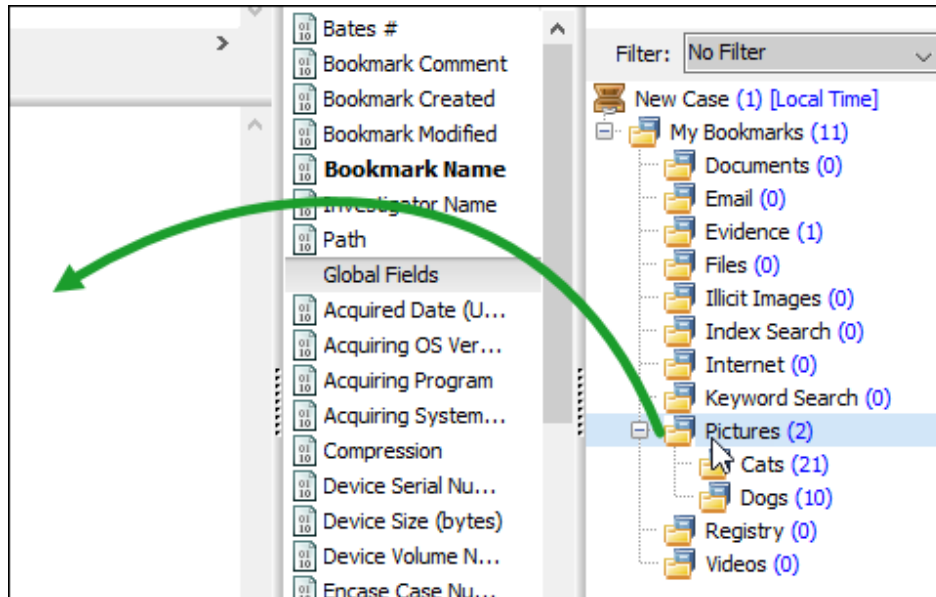 Bates #
Bookmark Comment
Bookmark Created
Bookmark Modified
Bookmark Name
Investigator Name
Path
Global Fields
Acquired Date (U...
Acquiring OS Ver...
Acquiring Program
Acquiring System...
Compression
Device Serial Nu...
Device Size (bytes)
Device Volume N...
Encase Case Nu...
Filter: No Filter
New Case (1) [Local Time]
My Bookmarks (11)
Documents (0)
Email (0)
Evidence (1)
Files (0)
Illicit Images (0)
Index Search (0)
Internet (0)
Keyword Search (0)
Pictures (2)
Cats (21)
Dogs (10)
Registry (0)
Videos (0)